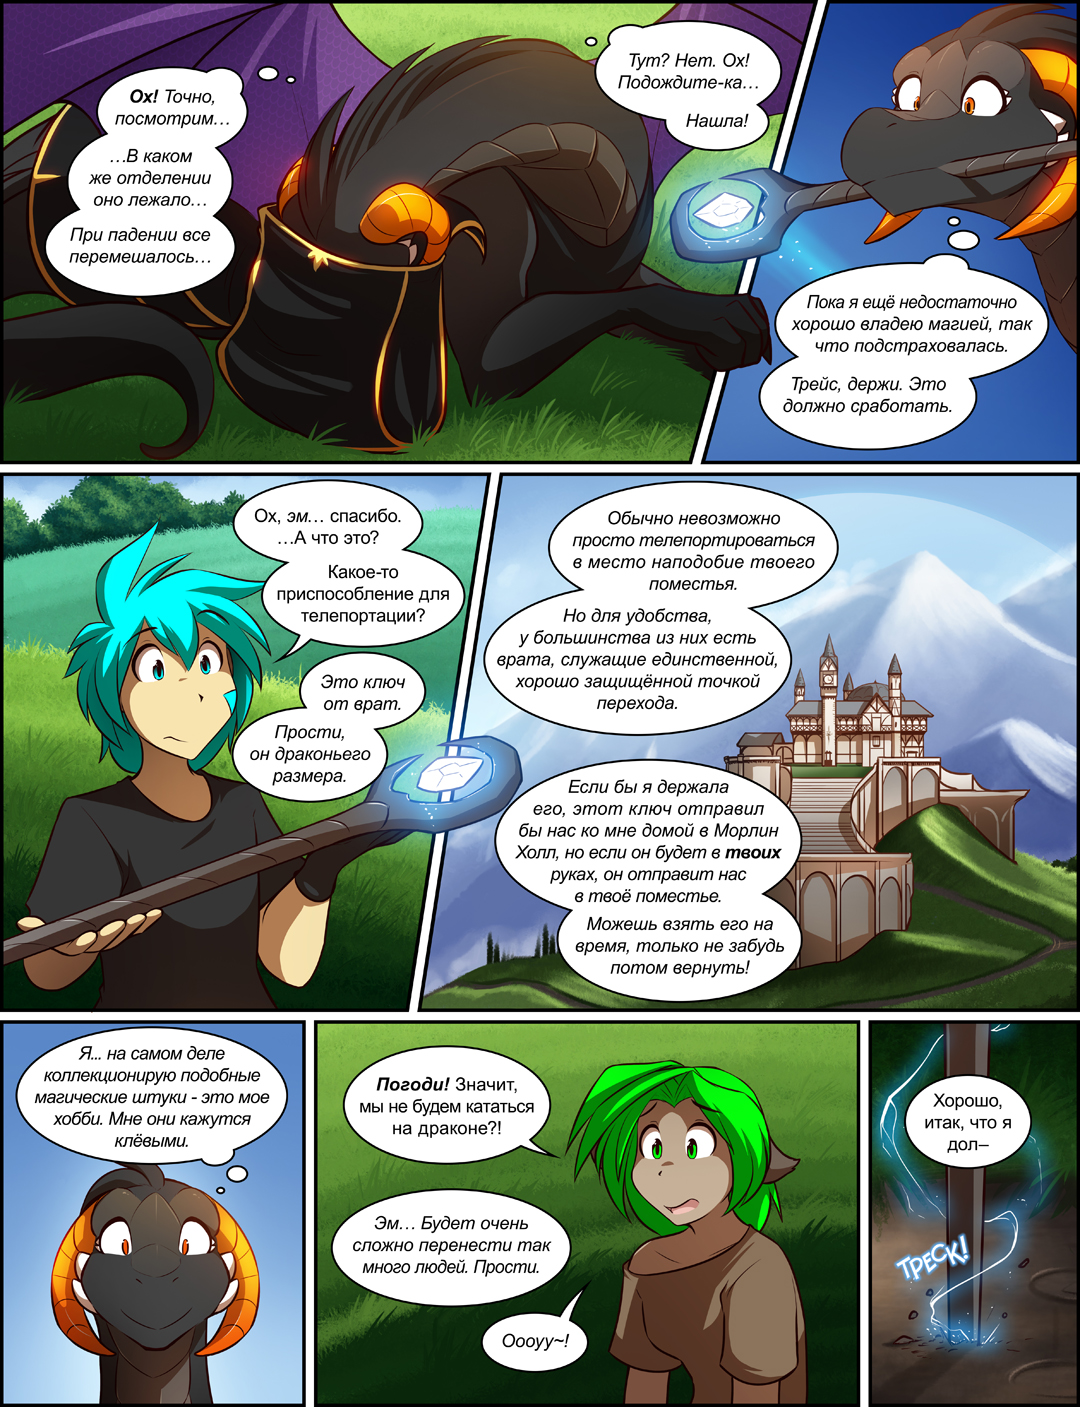 Ох! Точно,
посмотрим...
...В каком
же отделении
оно лежало...
При падении все
перемешалось...
Тут? Нет. Ох!
Подождите-ка...
Нашла!
Пока я ещё недостаточно
хорошо владею магией, так
что подстраховалась.
Трейс, держи. Это
должно сработать.
Ох, эм... спасибо.
...А что это?
Какое-то
приспособление для
телепортации?
Это ключ
от врат.
Прости,
он драконьего
размера.
Обычно невозможно
просто телепортироваться
в место наподобие твоего
поместья.
Но для удобства,
у большинства из них есть
врата, служащие единственной,
хорошо защищённой точкой
перехода.
Если бы я держала
его, этот ключ отправил
бы нас ко мне домой в Морлин
Холл, но если он будет в твоих
руках, он отправит нас
в твоё поместье.
Можешь взять его на
время, только не забудь
потом вернуть!
Я... на самом деле
коллекционирую подобные
магические штуки - это мое
хобби. Мне они кажутся
клёвыми.
Погоди! Значит,
мы не будем кататься
на драконе?!
Эм... Будет очень
сложно перенести так
много людей. Прости.
Оооуу~!
Хорошо,
итак, что я
дол–
ТРЕСК!